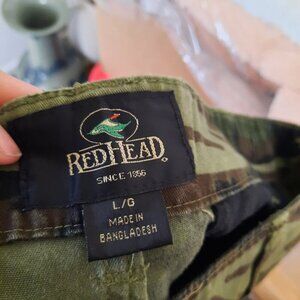 REDHEAD®
SINCE 1856
L/G
MADE IN
BANGLADESH